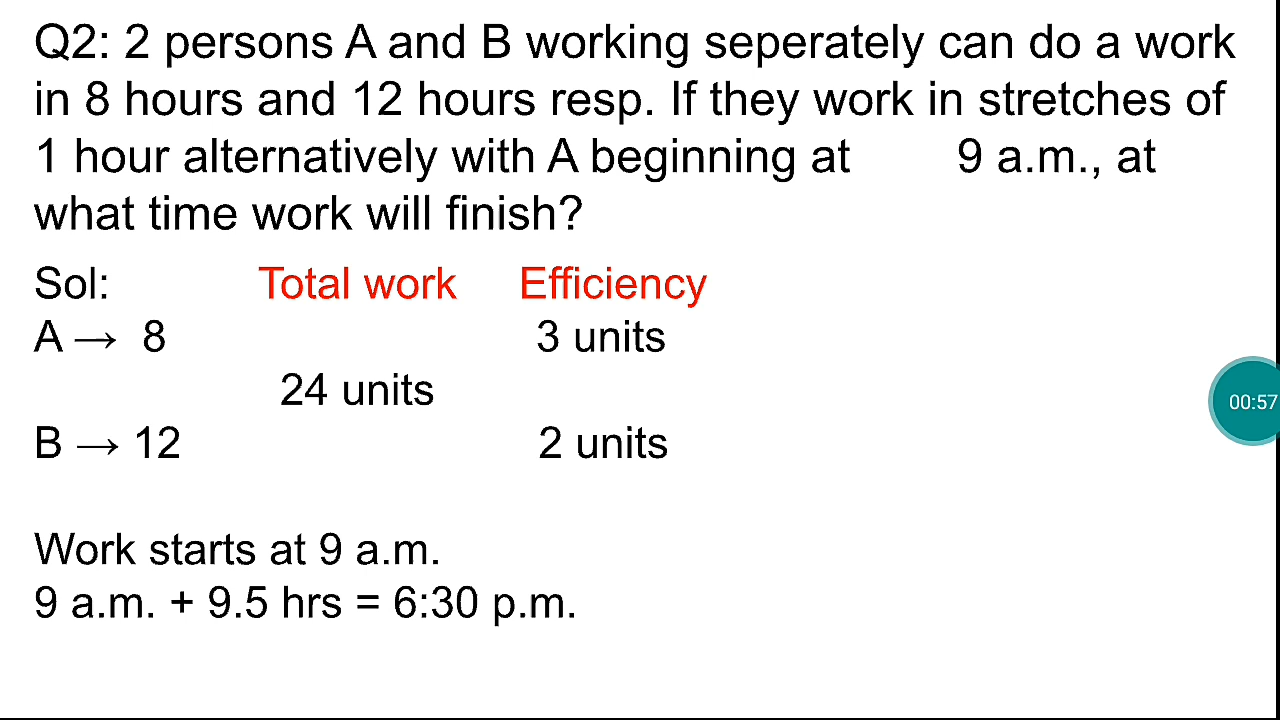 Q2: 2 persons A and B working seperately can do a work
in 8 hours and 12 hours resp. If they work in stretches of
1 hour alternatively with A beginning at 9 a.m., at
what time work will finish?
Sol: Total work Efficiency
A → 8 3 units
24 units
B → 12 2 units
00:57
Work starts at 9 a.m.
9 a.m. + 9.5 hrs = 6:30 p.m.